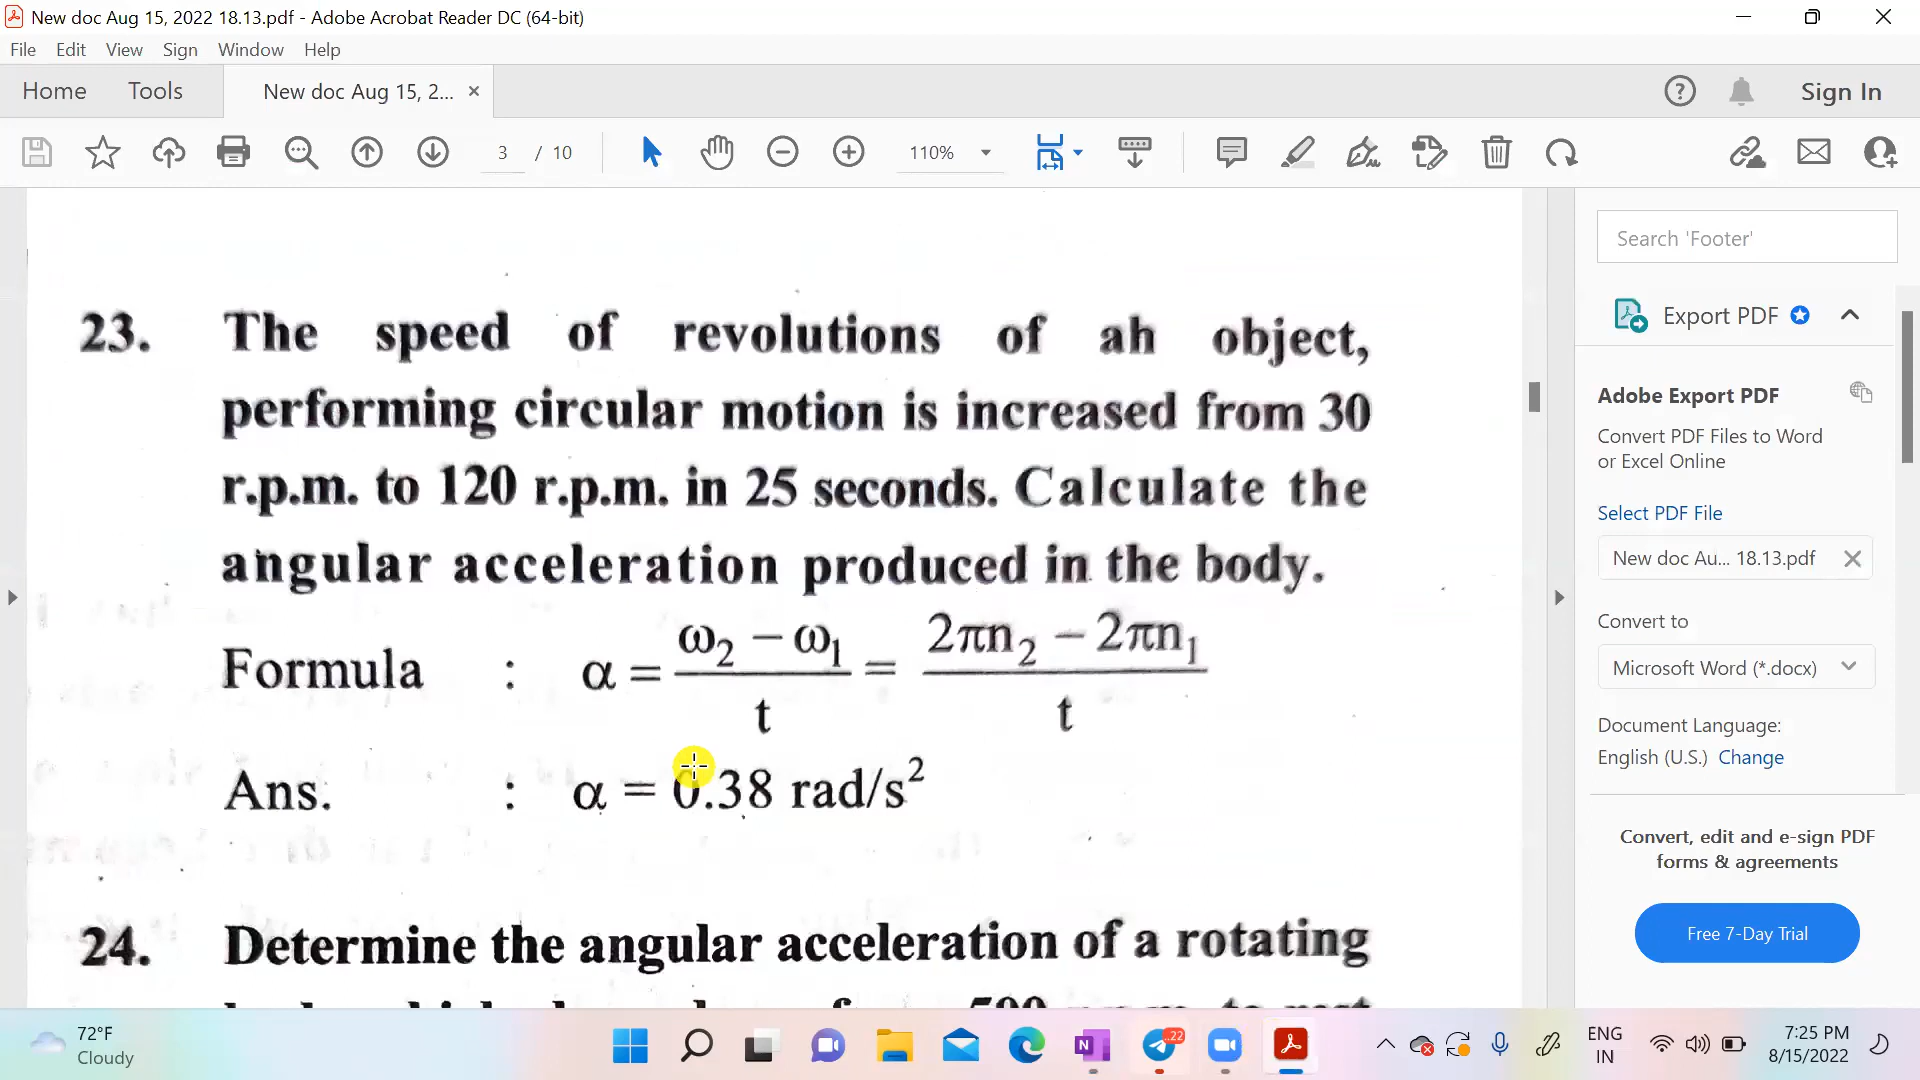 New doc Aug 15, 2022 18.13.pdf - Adobe Acrobat Reader DC (64-bit)
File Edit View Sign Window Help
Home Tools New doc Aug 15, 2... × Sign In
3 / 10 110%
23. The speed of revolutions of ah object,
performing circular motion is increased from 30
r.p.m. to 120 r.p.m. in 25 seconds. Calculate the
angular acceleration produced in the body.
Formula : α = (ω₂ − ω₁)/t = (2πn₂ − 2πn₁)/t
Ans. : α = 0.38 rad/s²
24. Determine the angular acceleration of a rotating
Search 'Footer'
Export PDF
Adobe Export PDF
Convert PDF Files to Word
or Excel Online
Select PDF File
New doc Au... 18.13.pdf
Convert to
Microsoft Word (*.docx)
Document Language:
English (U.S.) Change
Convert, edit and e-sign PDF
forms & agreements
Free 7-Day Trial
72°F
Cloudy
..22
ENG
IN
7:25 PM
8/15/2022